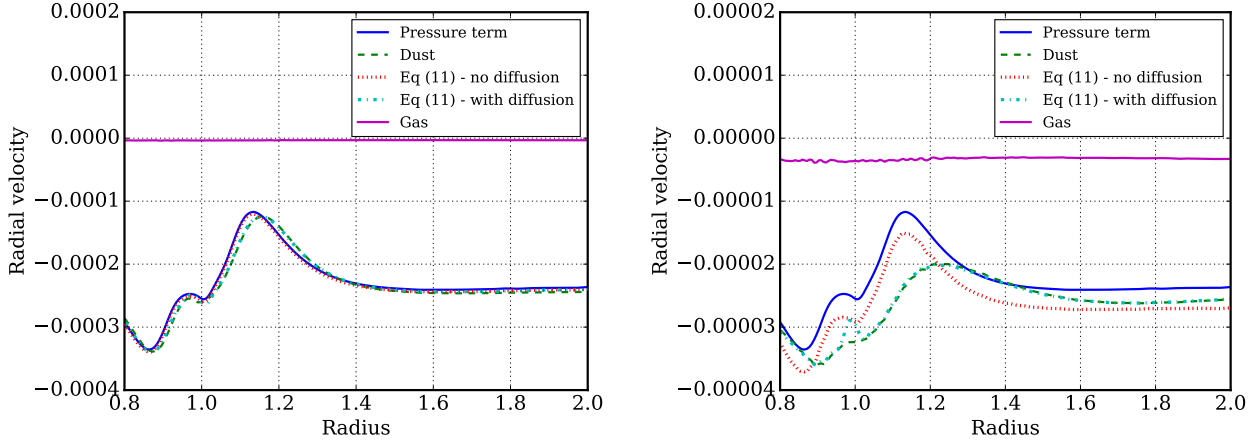 0.0002
0.0001
0.0000
−0.0001
−0.0002
−0.0003
−0.0004
Radial velocity
0.8
1.0
1.2
1.4
1.6
1.8
2.0
Radius
Pressure term
Dust
Eq (11) - no diffusion
Eq (11) - with diffusion
Gas
0.00002
0.00001
0.00000
−0.00001
−0.00002
−0.00003
−0.00004
Radial velocity
0.8
1.0
1.2
1.4
1.6
1.8
2.0
Radius
Pressure term
Dust
Eq (11) - no diffusion
Eq (11) - with diffusion
Gas